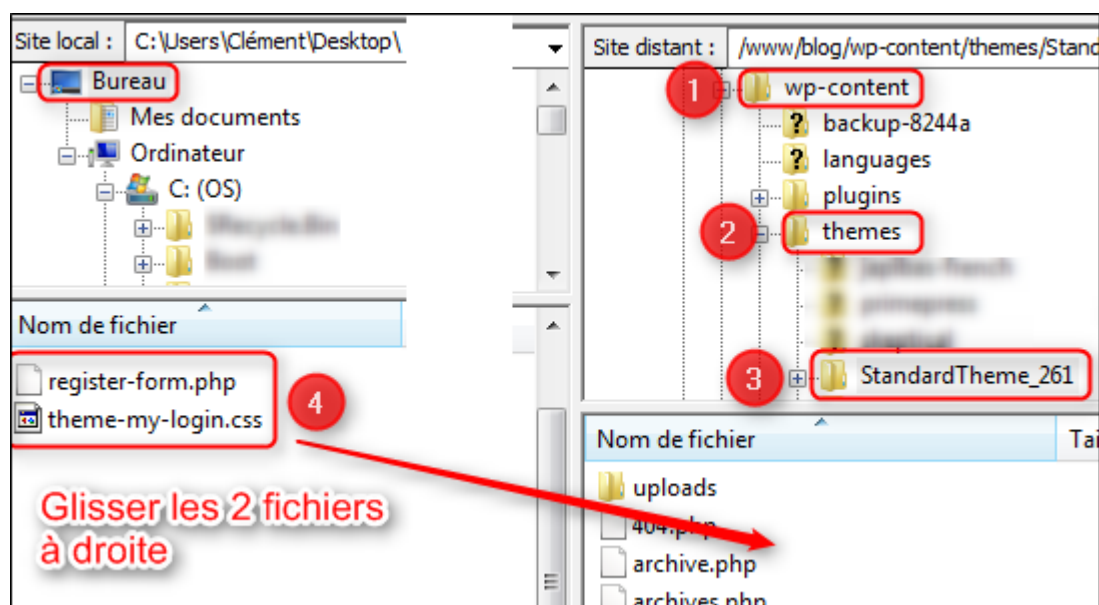 Site local : C:\Users\Clément\Desktop\
Bureau
Mes documents
Ordinateur
C: (OS)
Nom de fichier
register-form.php
theme-my-login.css
4
Glisser les 2 fichiers
à droite
Site distant : /www/blog/wp-content/themes/Stand
1
wp-content
backup-8244a
languages
plugins
2
themes
3
StandardTheme_261
Nom de fichier Tai
uploads
404.php
archive.php
archives.php